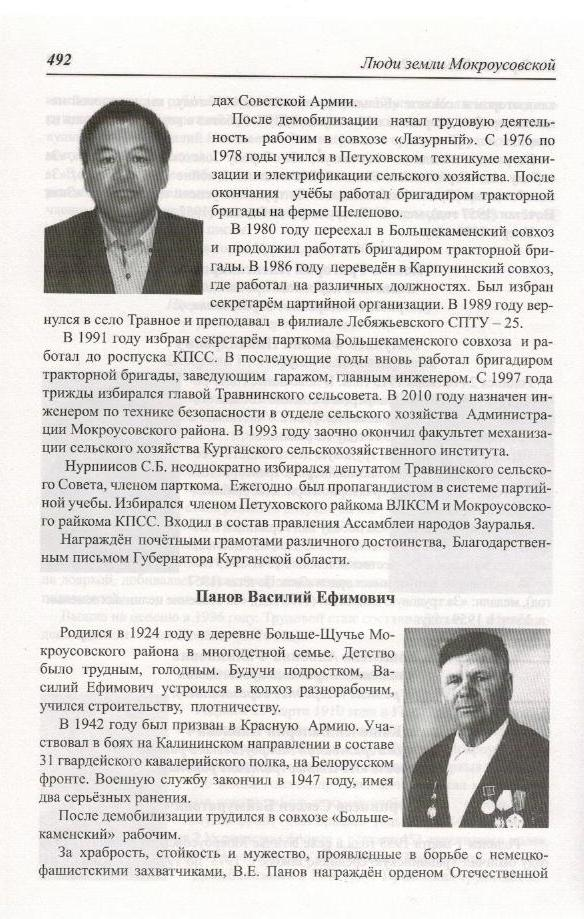 492
Люди земли Мокроусовской
дах Советской Армии.
После демобилизации начал трудовую деятель-
ность рабочим в совхозе «Лазурный». С 1976 по
1978 годы учился в Петуховском техникуме механи-
зации и электрификации сельского хозяйства. После
окончания учёбы работал бригадиром тракторной
бригады на ферме Шелепово.
В 1980 году переехал в Большекаменский совхоз
и продолжил работать бригадиром тракторной бри-
гады. В 1986 году переведён в Карпунинский совхоз,
где работал на различных должностях. Был избран
секретарём партийной организации. В 1989 году вер-
нулся в село Травное и преподавал в филиале Лебяжьевского СПТУ – 25.
В 1991 году избран секретарём парткома Большекаменского совхоза и ра-
ботал до роспуска КПСС. В последующие годы вновь работал бригадиром
тракторной бригады, заведующим гаражом, главным инженером. С 1997 года
трижды избирался главой Травнинского сельсовета. В 2010 году назначен ин-
женером по технике безопасности в отделе сельского хозяйства Администра-
ции Мокроусовского района. В 1993 году заочно окончил факультет механиза-
ции сельского хозяйства Курганского сельскохозяйственного института.
Нурпиисов С.Б. неоднократно избирался депутатом Травнинского сельско-
го Совета, членом парткома. Ежегодно был пропагандистом в системе партий-
ной учебы. Избирался членом Петуховского райкома ВЛКСМ и Мокроусовско-
го райкома КПСС. Входил в состав правления Ассамблеи народов Зауралья.
Награждён почётными грамотами различного достоинства, Благодарствен-
ным письмом Губернатора Курганской области.
Панов Василий Ефимович
Родился в 1924 году в деревне Больше-Щучье Мо-
кроусовского района в многодетной семье. Детство
было трудным, голодным. Будучи подростком, Ва-
силий Ефимович устроился в колхоз разнорабочим,
учился строительству, плотничеству.
В 1942 году был призван в Красную Армию. Уча-
ствовал в боях на Калининском направлении в составе
31 гвардейского кавалерийского полка, на Белорусском
фронте. Военную службу закончил в 1947 году, имея
два серьёзных ранения.
После демобилизации трудился в совхозе «Больше-
каменский» рабочим.
За храбрость, стойкость и мужество, проявленные в борьбе с немецко-
фашистскими захватчиками, В.Е. Панов награждён орденом Отечественной